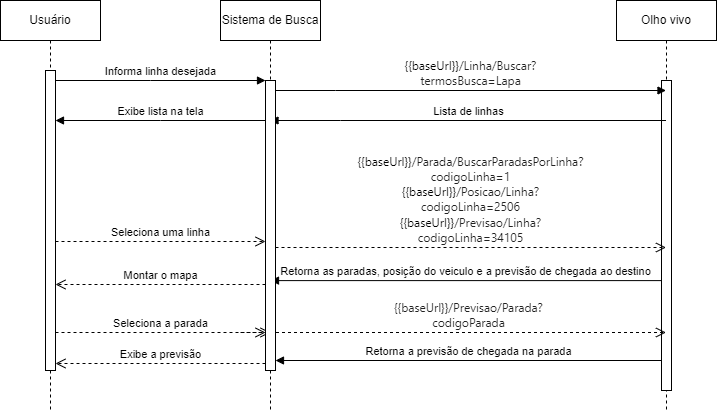 Usuário
Sistema de Busca
Olho vivo
Informa linha desejada
{{baseUrl}}/Linha/Buscar?
termosBusca=Lapa
Exibe lista na tela
Lista de linhas
{{baseUrl}}/Parada/BuscarParadasPorLinha?
codigoLinha=1
{{baseUrl}}/Posicao/Linha?
codigoLinha=2506
{{baseUrl}}/Previsao/Linha?
codigoLinha=34105
Seleciona uma linha
Montar o mapa
Retorna as paradas, posição do veiculo e a previsão de chegada ao destino
{{baseUrl}}/Previsao/Parada?
codigoParada
Seleciona a parada
Exibe a previsão
Retorna a previsão de chegada na parada